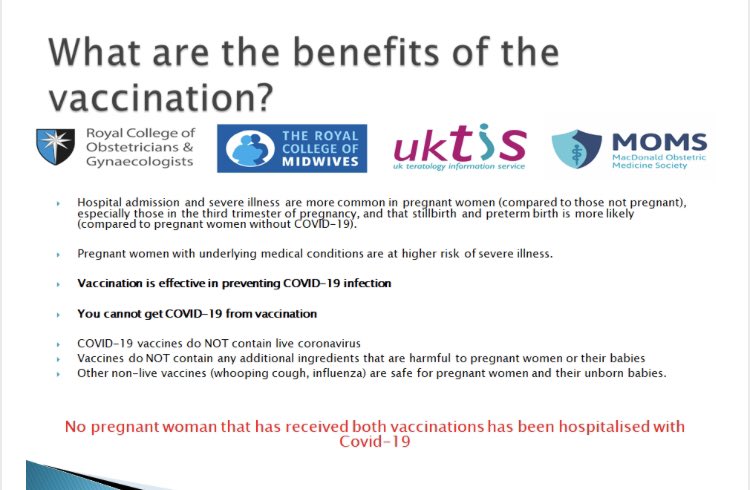 What are the benefits of the
vaccination?
Royal College of
Obstetricians &
Gynaecologists
THE ROYAL
COLLEGE OF
MIDWIVES
uktis
uk teratology information service
MOMS
MacDonald Obstetric
Medicine Society
Hospital admission and severe illness are more common in pregnant women (compared to those not pregnant),
especially those in the third trimester of pregnancy, and that stillbirth and preterm birth is more likely
(compared to pregnant women without COVID-19).
Pregnant women with underlying medical conditions are at higher risk of severe illness.
Vaccination is effective in preventing COVID-19 infection
You cannot get COVID-19 from vaccination
COVID-19 vaccines do NOT contain live coronavirus
Vaccines do NOT contain any additional ingredients that are harmful to pregnant women or their babies
Other non-live vaccines (whooping cough, influenza) are safe for pregnant women and their unborn babies.
No pregnant woman that has received both vaccinations has been hospitalised with
Covid-19